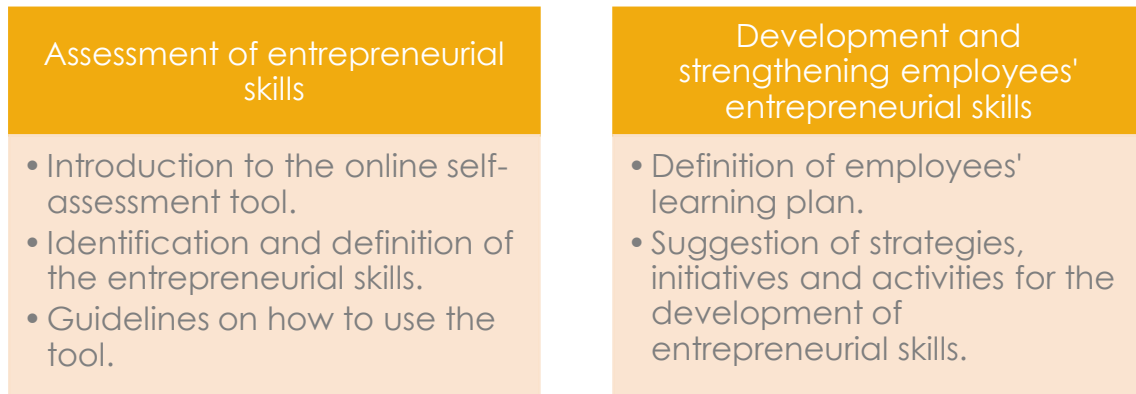 Assessment of entrepreneurial
skills
• Introduction to the online self-
assessment tool.
• Identification and definition of
the entrepreneurial skills.
• Guidelines on how to use the
tool.
Development and
strengthening employees'
entrepreneurial skills
• Definition of employees'
learning plan.
• Suggestion of strategies,
initiatives and activities for the
development of
entrepreneurial skills.